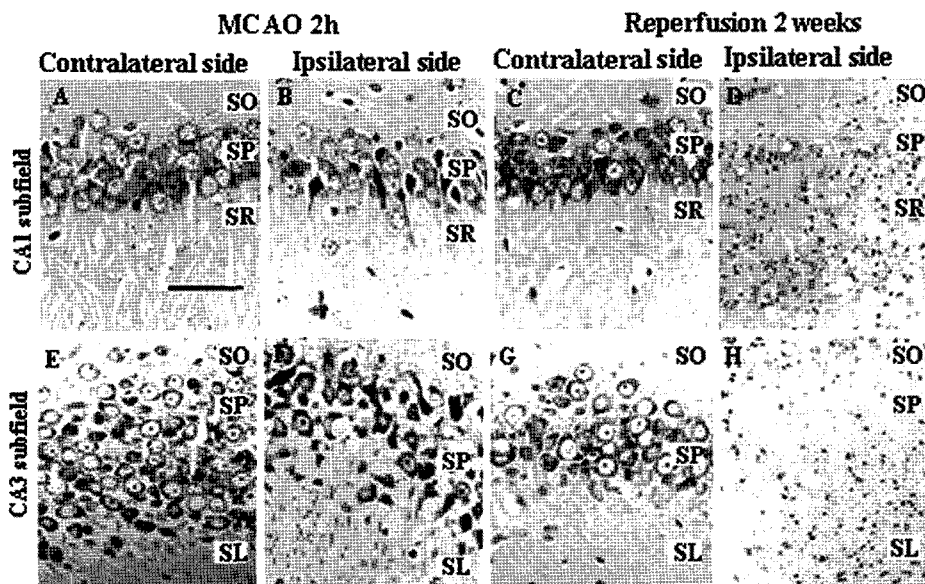 MCAO 2h Reperfusion 2 weeks
Contralateral side Ipsilateral side Contralateral side Ipsilateral side
A B C D
SO SO SO SO
SP SP SP SP
SR SR SR SR
CA1 subfield
E F G H
SO SO SO SO
SP SP SP SP
SL SL SL
CA3 subfield